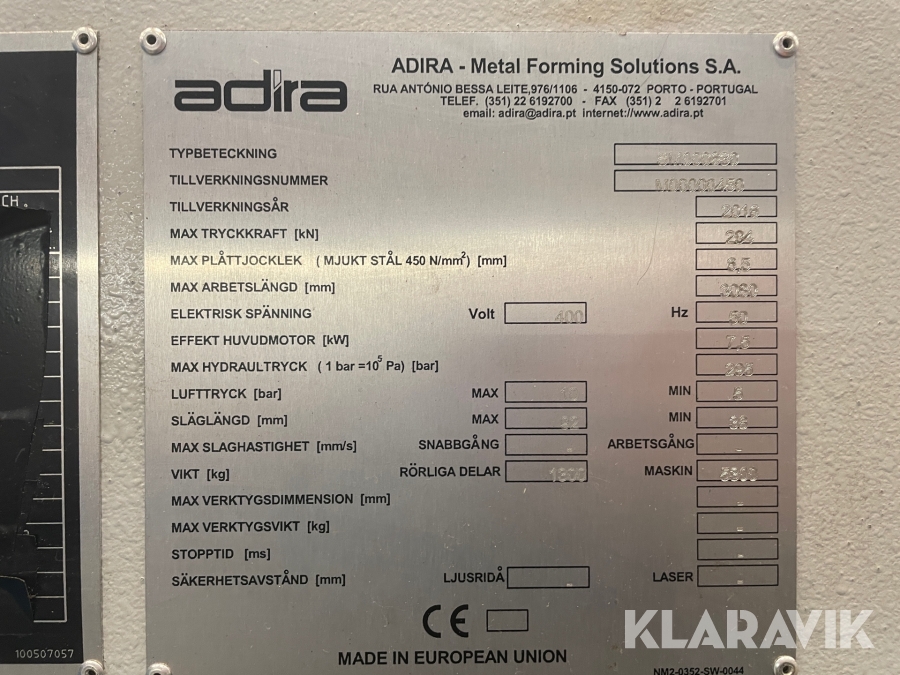 CH.
100507057
adira
ADIRA - Metal Forming Solutions S.A.
RUA ANTÓNIO BESSA LEITE,976/1106 - 4150-072 PORTO - PORTUGAL
TELEF. (351) 22 6192700 - FAX (351) 2 2 6192701
email: adira@adira.pt internet://www.adira.pt
TYPBETECKNING
TILLVERKNINGSNUMMER
TILLVERKNINGSÅR
MAX TRYCKKRAFT [kN] 294
MAX PLÅTTJOCKLEK ( MJUKT STÅL 450 N/mm²) [mm] 6.5
MAX ARBETSLÄNGD [mm]
ELEKTRISK SPÄNNING Volt 400 Hz 50
EFFEKT HUVUDMOTOR [kW] 7.5
MAX HYDRAULTRYCK ( 1 bar =10⁵ Pa) [bar]
LUFTTRYCK [bar] MAX MIN
SLÄGLÄNGD [mm] MAX MIN
MAX SLAGHASTIGHET [mm/s] SNABBGÅNG - ARBETSGÅNG -
VIKT [kg] RÖRLIGA DELAR MASKIN
MAX VERKTYGSDIMMENSION [mm] -
MAX VERKTYGSVIKT [kg] -
STOPPTID [ms] -
SÄKERHETSAVSTÅND [mm] LJUSRIDÅ - LASER -
CE
MADE IN EUROPEAN UNION
NM2-0352-SW-0044
KLARAVIK